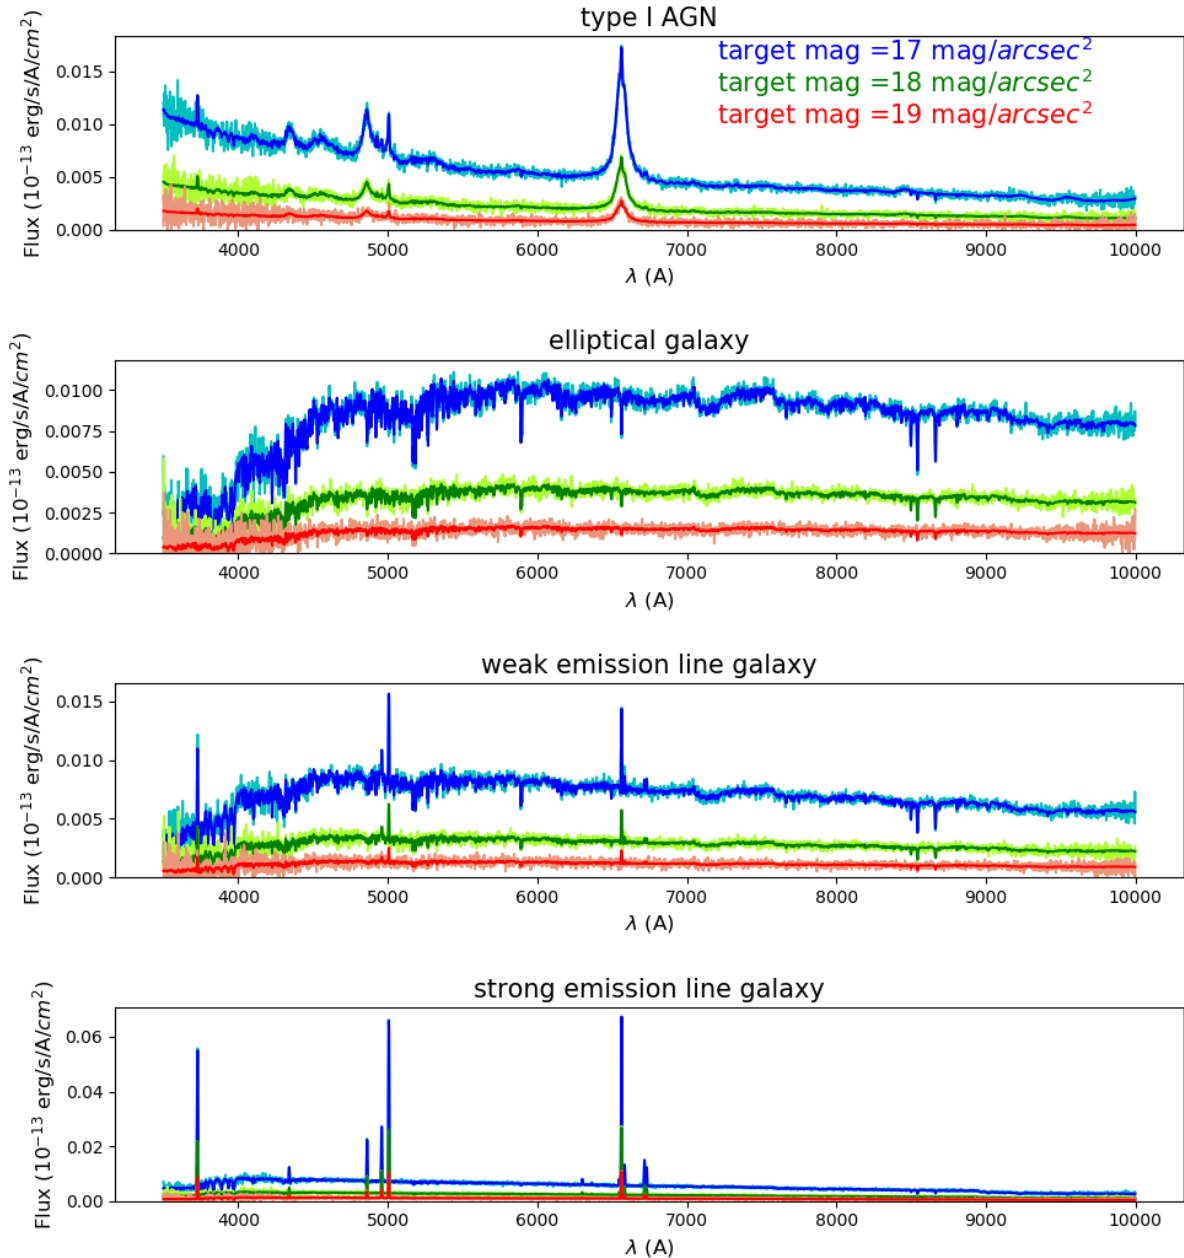 type I AGN
target mag =17 mag/arcsec²
target mag =18 mag/arcsec²
target mag =19 mag/arcsec²
Flux (10⁻¹³ erg/s/A/cm²)
0.015
0.010
0.005
0.000
4000 5000 6000 7000 8000 9000 10000
λ (A)
elliptical galaxy
Flux (10⁻¹³ erg/s/A/cm²)
0.0100
0.0075
0.0050
0.0025
0.0000
4000 5000 6000 7000 8000 9000 10000
λ (A)
weak emission line galaxy
Flux (10⁻¹³ erg/s/A/cm²)
0.015
0.010
0.005
0.000
4000 5000 6000 7000 8000 9000 10000
λ (A)
strong emission line galaxy
Flux (10⁻¹³ erg/s/A/cm²)
0.06
0.04
0.02
0.00
4000 5000 6000 7000 8000 9000 10000
λ (A)